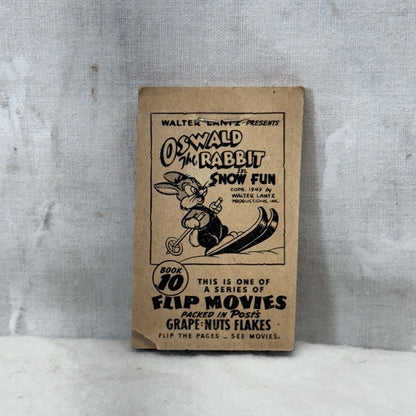 WALTER LANTZ PRESENTS
OSWALD
The RABBIT
in
SNOW FUN
COPR. 1949 by
WALTER LANTZ
PRODUCTIONS, INC.
BOOK
10
THIS IS ONE OF
A SERIES OF
FLIP MOVIES
PACKED IN Post's
GRAPE-NUTS FLAKES
FLIP THE PAGES - SEE MOVIES.